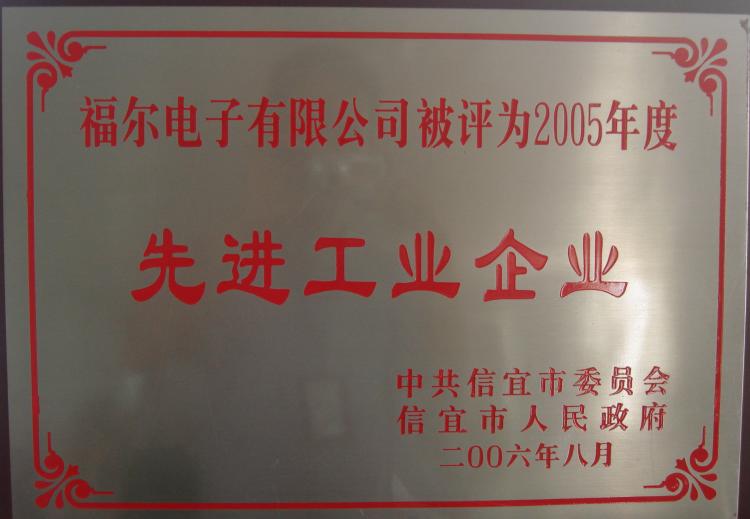 福尔电子有限公司被评为2005年度
先进工业企业
中共信宜市委员会
信宜市人民政府
二00六年八月